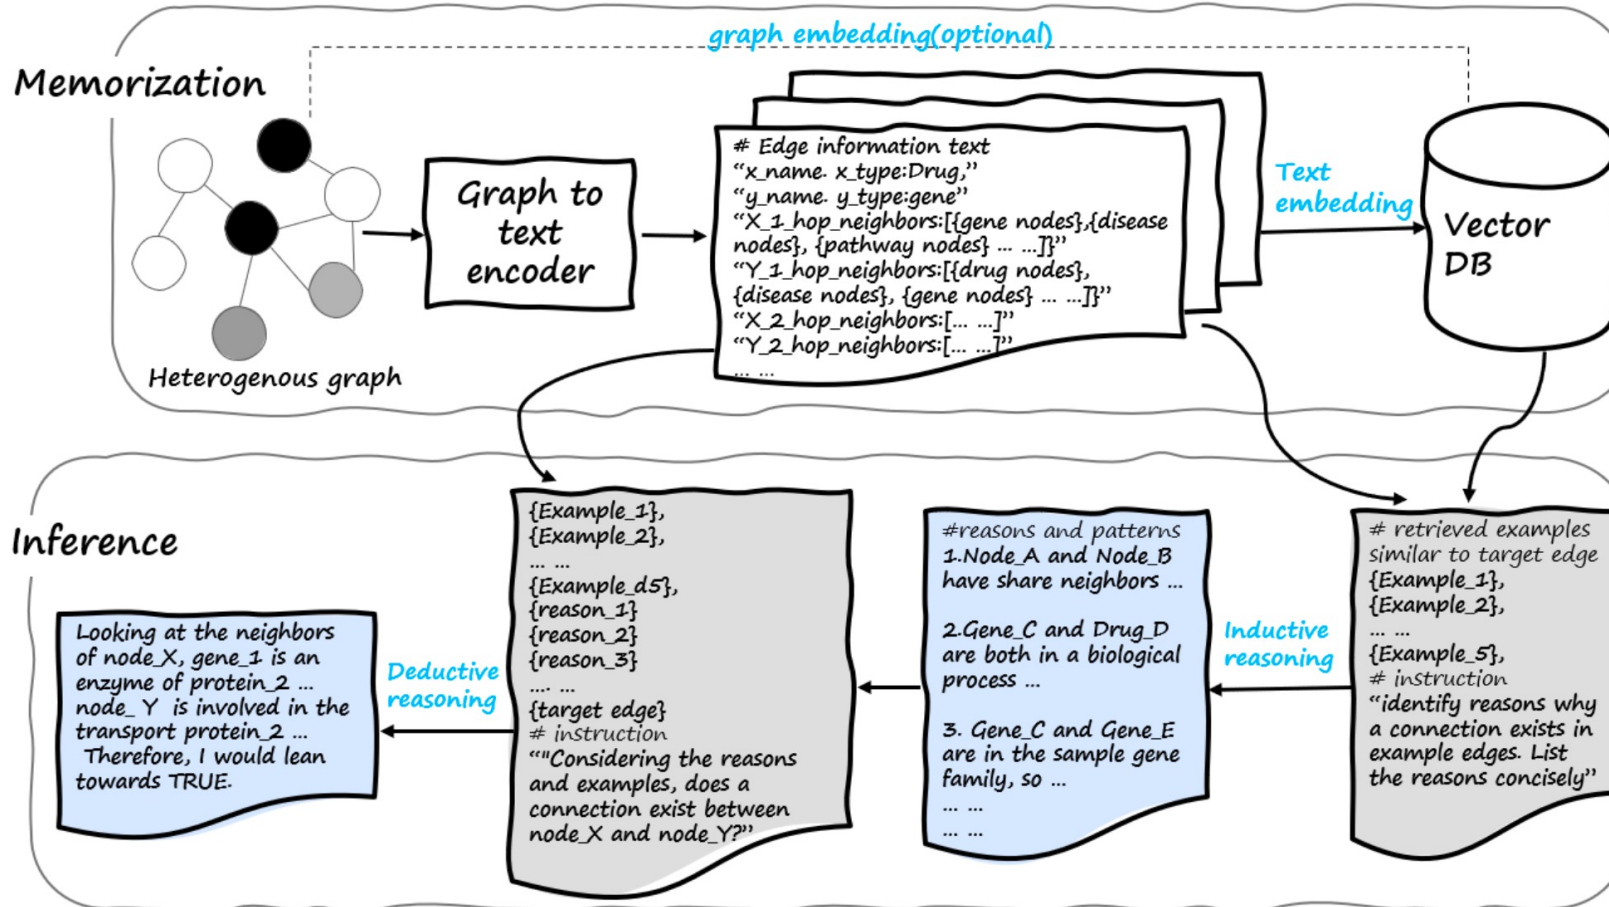 graph embedding(optional)
Memorization
Graph to
text
encoder
Heterogenous graph
# Edge information text
“x_name. x_type:Drug,”
“y_name. y_type:gene”
“X_1_hop_neighbors:[{gene nodes},{disease
nodes}, {pathway nodes} ... ...]}”
“Y_1_hop_neighbors:[{drug nodes},
{disease nodes}, {gene nodes} ... ...]}”
“X_2_hop_neighbors:[... ...]”
“Y_2_hop_neighbors:[... ...]”
... ...
Text
embedding
Vector
DB
Inference
# retrieved examples
similar to target edge
{Example_1},
{Example_2},
... ...
{Example_5},
# instruction
“identify reasons why
a connection exists in
example edges. List
the reasons concisely”
Inductive
reasoning
#reasons and patterns
1.Node_A and Node_B
have share neighbors ...
2.Gene_C and Drug_D
are both in a biological
process ...
3. Gene_C and Gene_E
are in the sample gene
family, so ...
... ...
... ...
{Example_1},
{Example_2},
... ...
{Example_d5},
{reason_1}
{reason_2}
{reason_3}
.... ...
{target edge}
# instruction
“"Considering the reasons
and examples, does a
connection exist between
node_X and node_Y?”
Deductive
reasoning
Looking at the neighbors
of node_X, gene_1 is an
enzyme of protein_2 ...
node_ Y is involved in the
transport protein_2 ...
Therefore, I would lean
towards TRUE.